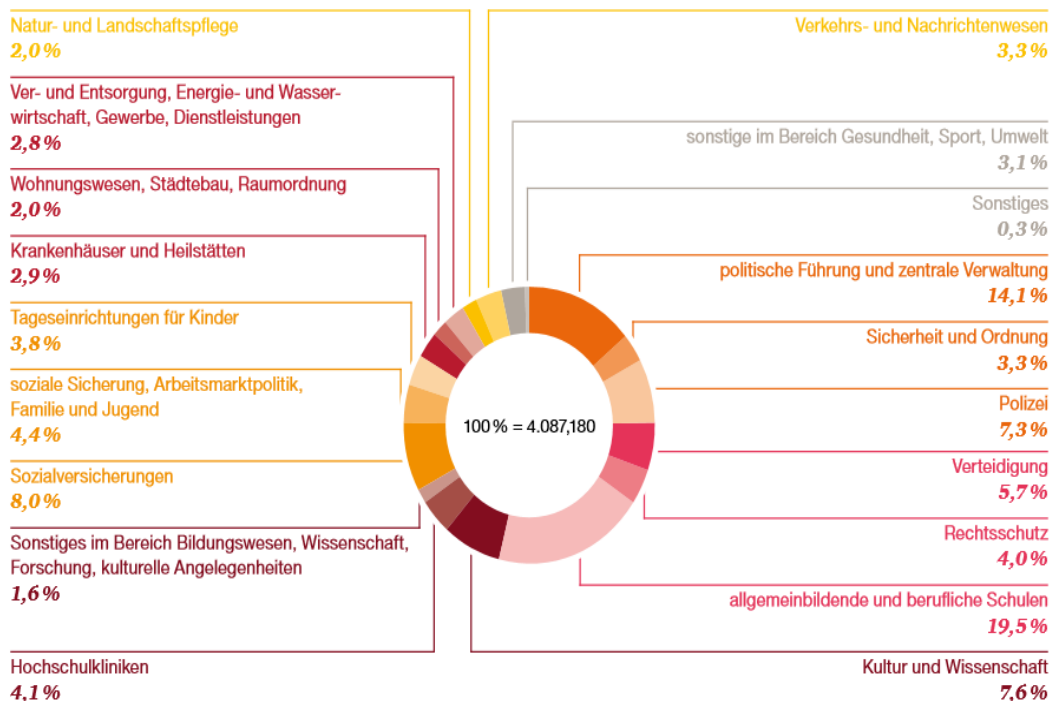 Natur- und Landschaftspflege
2,0 %
Ver- und Entsorgung, Energie- und Wasser-
wirtschaft, Gewerbe, Dienstleistungen
2,8 %
Wohnungswesen, Städtebau, Raumordnung
2,0 %
Krankenhäuser und Heilstätten
2,9 %
Tageseinrichtungen für Kinder
3,8 %
soziale Sicherung, Arbeitsmarktpolitik,
Familie und Jugend
4,4 %
Sozialversicherungen
8,0 %
Sonstiges im Bereich Bildungswesen, Wissenschaft,
Forschung, kulturelle Angelegenheiten
1,6 %
Hochschulkliniken
4,1 %
100 % = 4.087,180
Verkehrs- und Nachrichtenwesen
3,3 %
sonstige im Bereich Gesundheit, Sport, Umwelt
3,1 %
Sonstiges
0,3 %
politische Führung und zentrale Verwaltung
14,1 %
Sicherheit und Ordnung
3,3 %
Polizei
7,3 %
Verteidigung
5,7 %
Rechtsschutz
4,0 %
allgemeinbildende und berufliche Schulen
19,5 %
Kultur und Wissenschaft
7,6 %